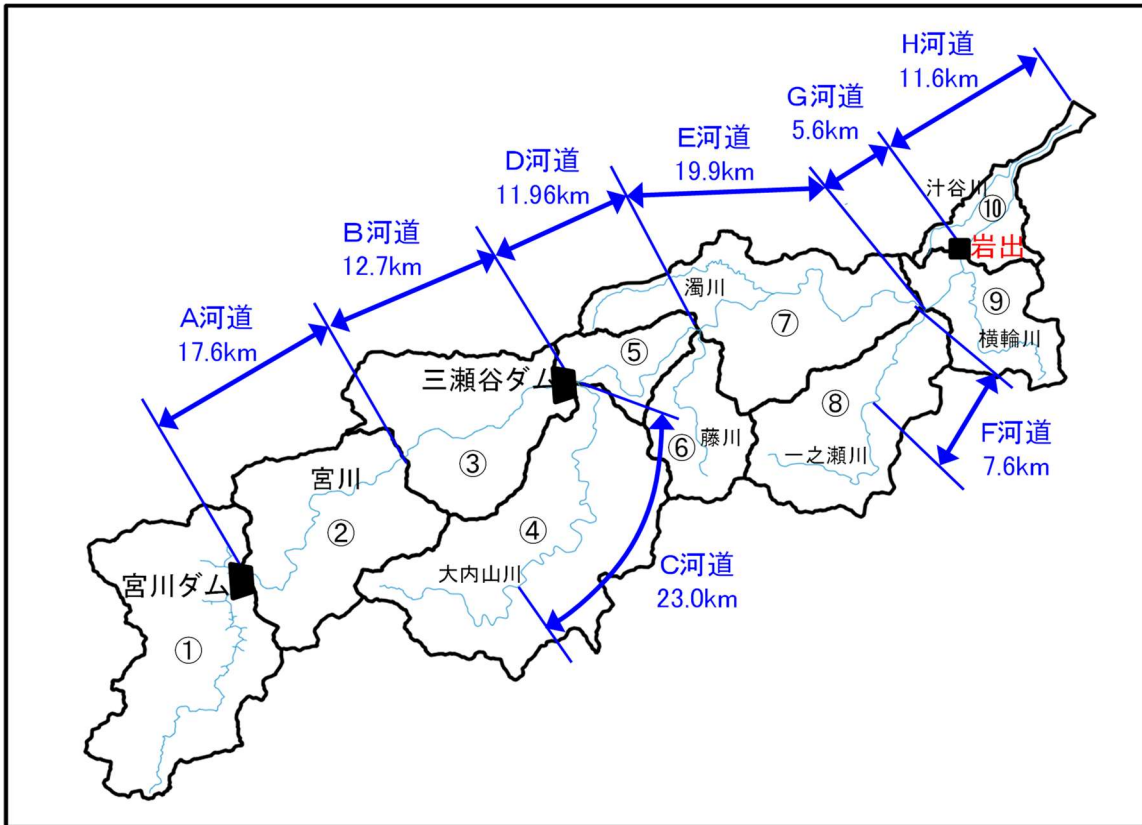 H河道
11.6km
G河道
5.6km
E河道
19.9km
D河道
11.96km
B河道
12.7km
A河道
17.6km
汁谷川
⑩
岩出
濁川
⑨
⑦
横輪川
⑤
三瀬谷ダム
⑧
F河道
7.6km
⑥
藤川
一之瀬川
③
宮川
②
④
C河道
23.0km
大内山川
宮川ダム
①